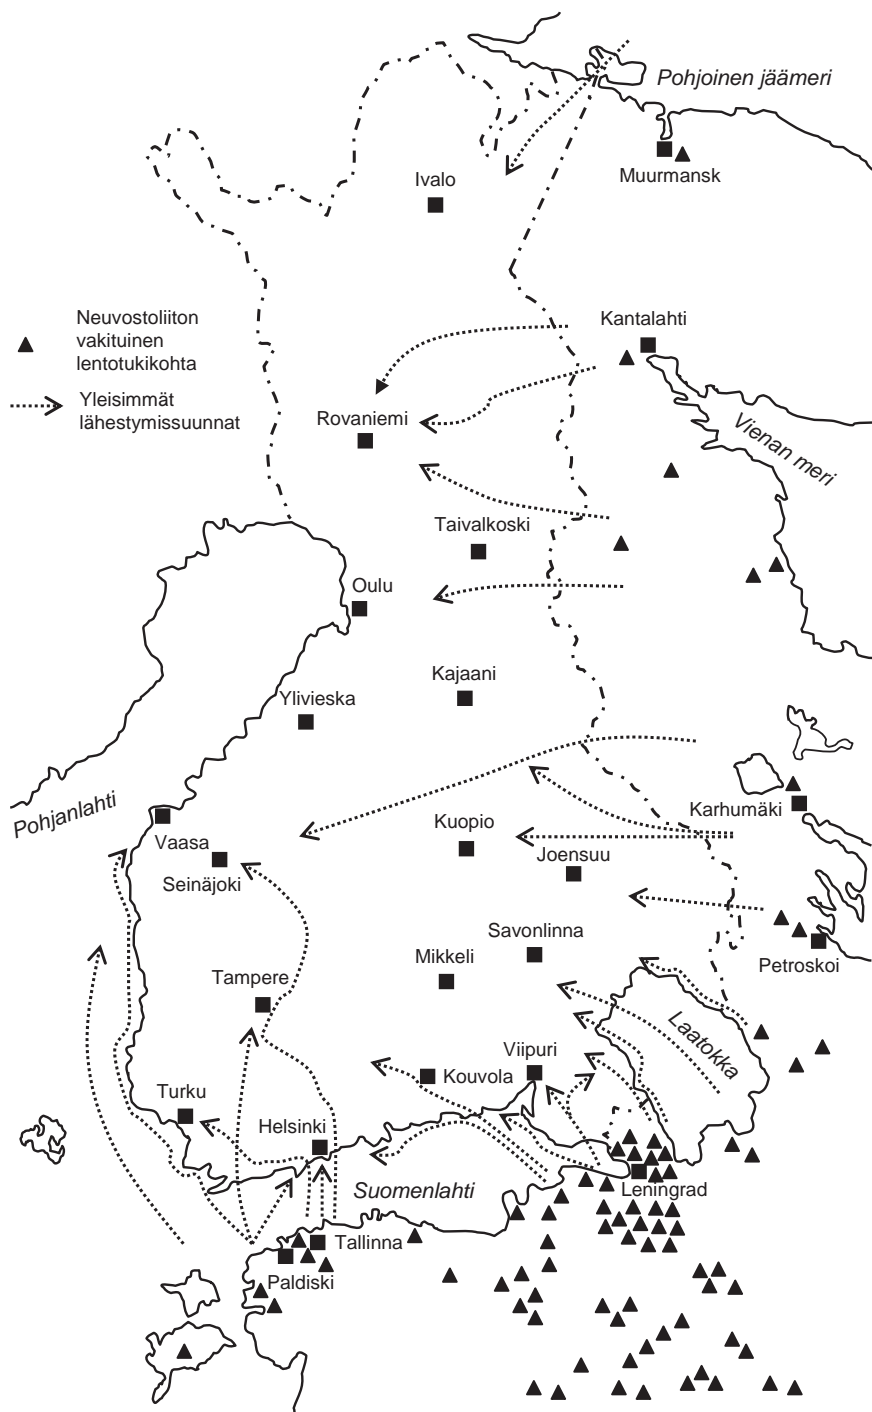 Pohjoinen jäämeri
Muurmansk
Ivalo
Neuvostoliiton
vakituinen
lentotukikohta
Kantalahti
Yleisimmät
lähestymissuunnat
Rovaniemi
Vienan meri
Taivalkoski
Oulu
Kajaani
Ylivieska
Pohjanlahti
Karhumäki
Vaasa
Kuopio
Joensuu
Seinäjoki
Savonlinna
Mikkeli
Petroskoi
Tampere
Laatokka
Viipuri
Kouvola
Turku
Helsinki
Suomenlahti
Leningrad
Tallinna
Paldiski